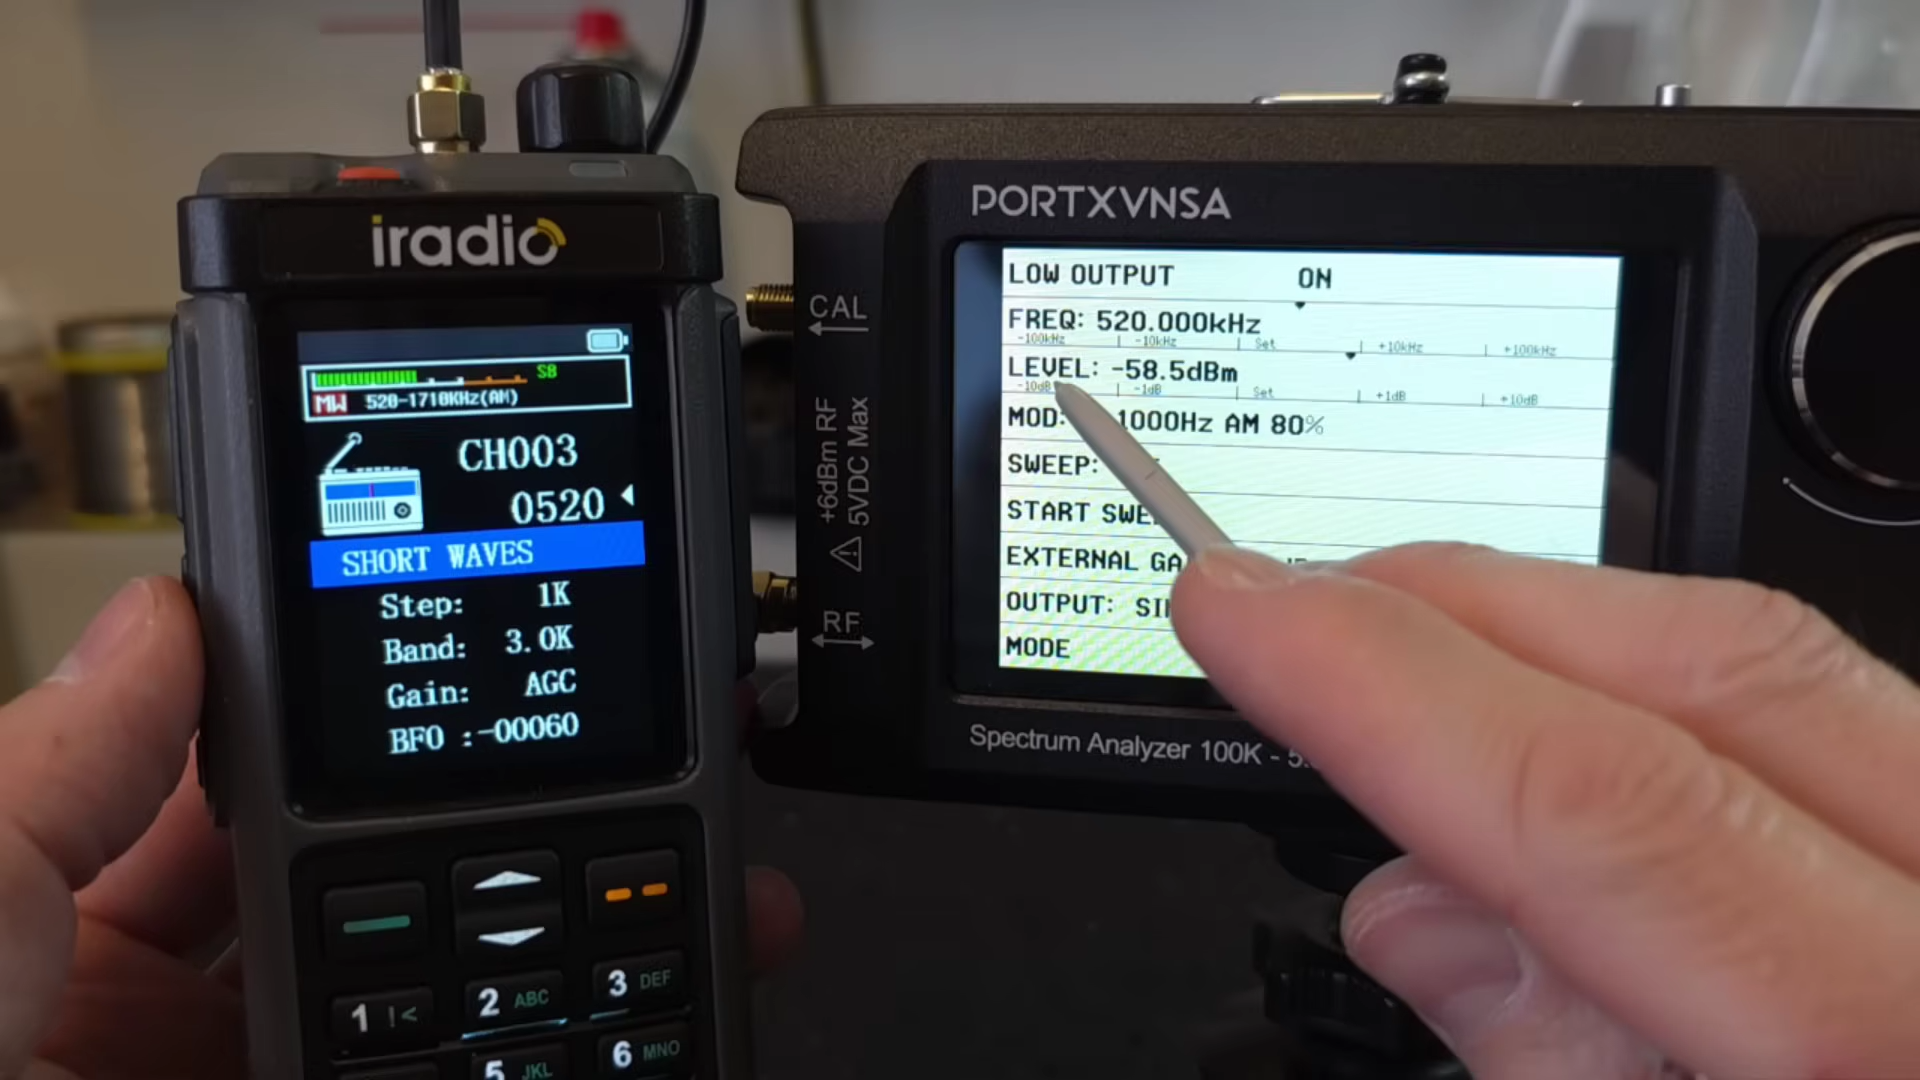 iradio
S8
MW 520-1710KHz(AM)
CH003
0520
SHORT WAVES
Step: 1K
Band: 3.0K
Gain: AGC
BFO :-00060
1 !<
2 ABC
3 DEF
5 JKL
6 MNO
PORTXVNSA
CAL
+6dBm RF
5VDC Max
RF
LOW OUTPUT ON
FREQ: 520.000kHz
-100kHz -10kHz Set +10kHz +100kHz
LEVEL: -58.5dBm
-10dB -1dB Set +1dB +10dB
MOD: 1000Hz AM 80%
SWEEP:
START
EXTERNAL
OUTPUT:
MODE
Spectrum Analyzer 100K -